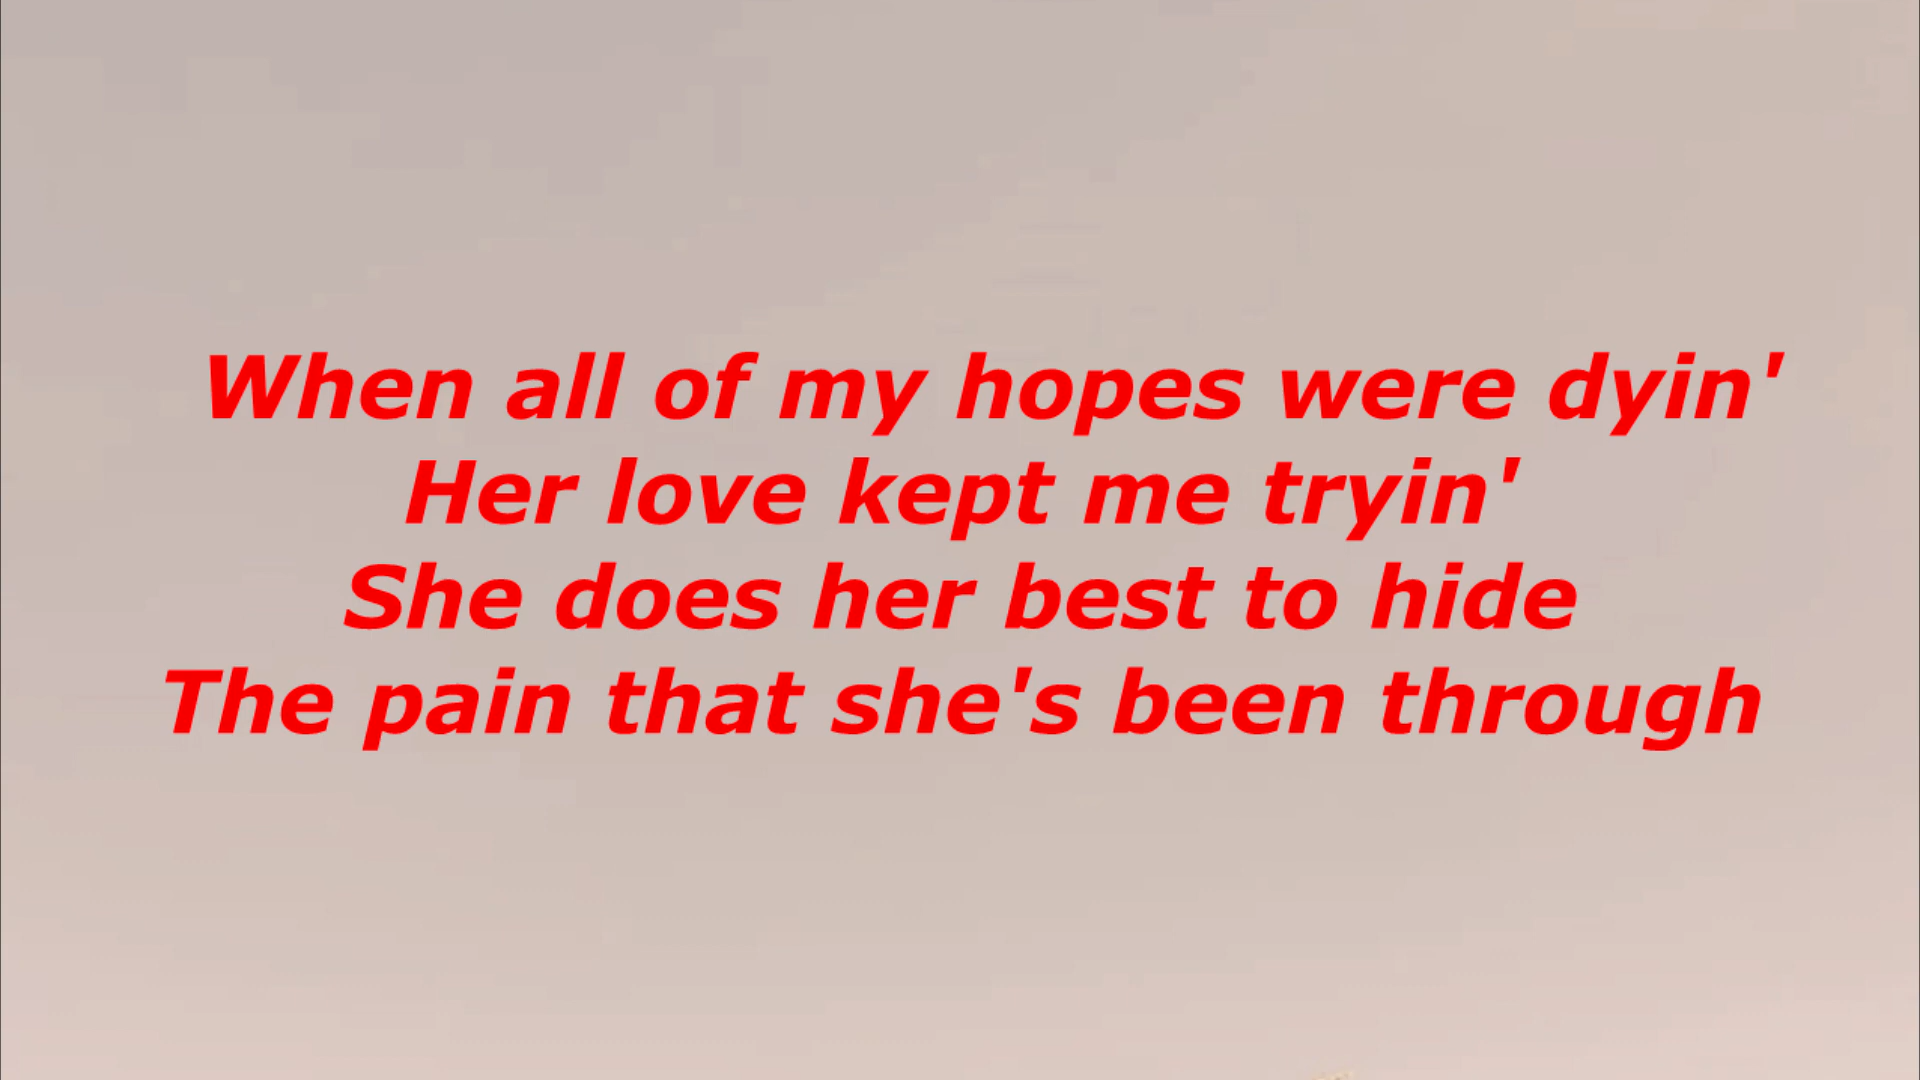 When all of my hopes were dyin'
Her love kept me tryin'
She does her best to hide
The pain that she's been through